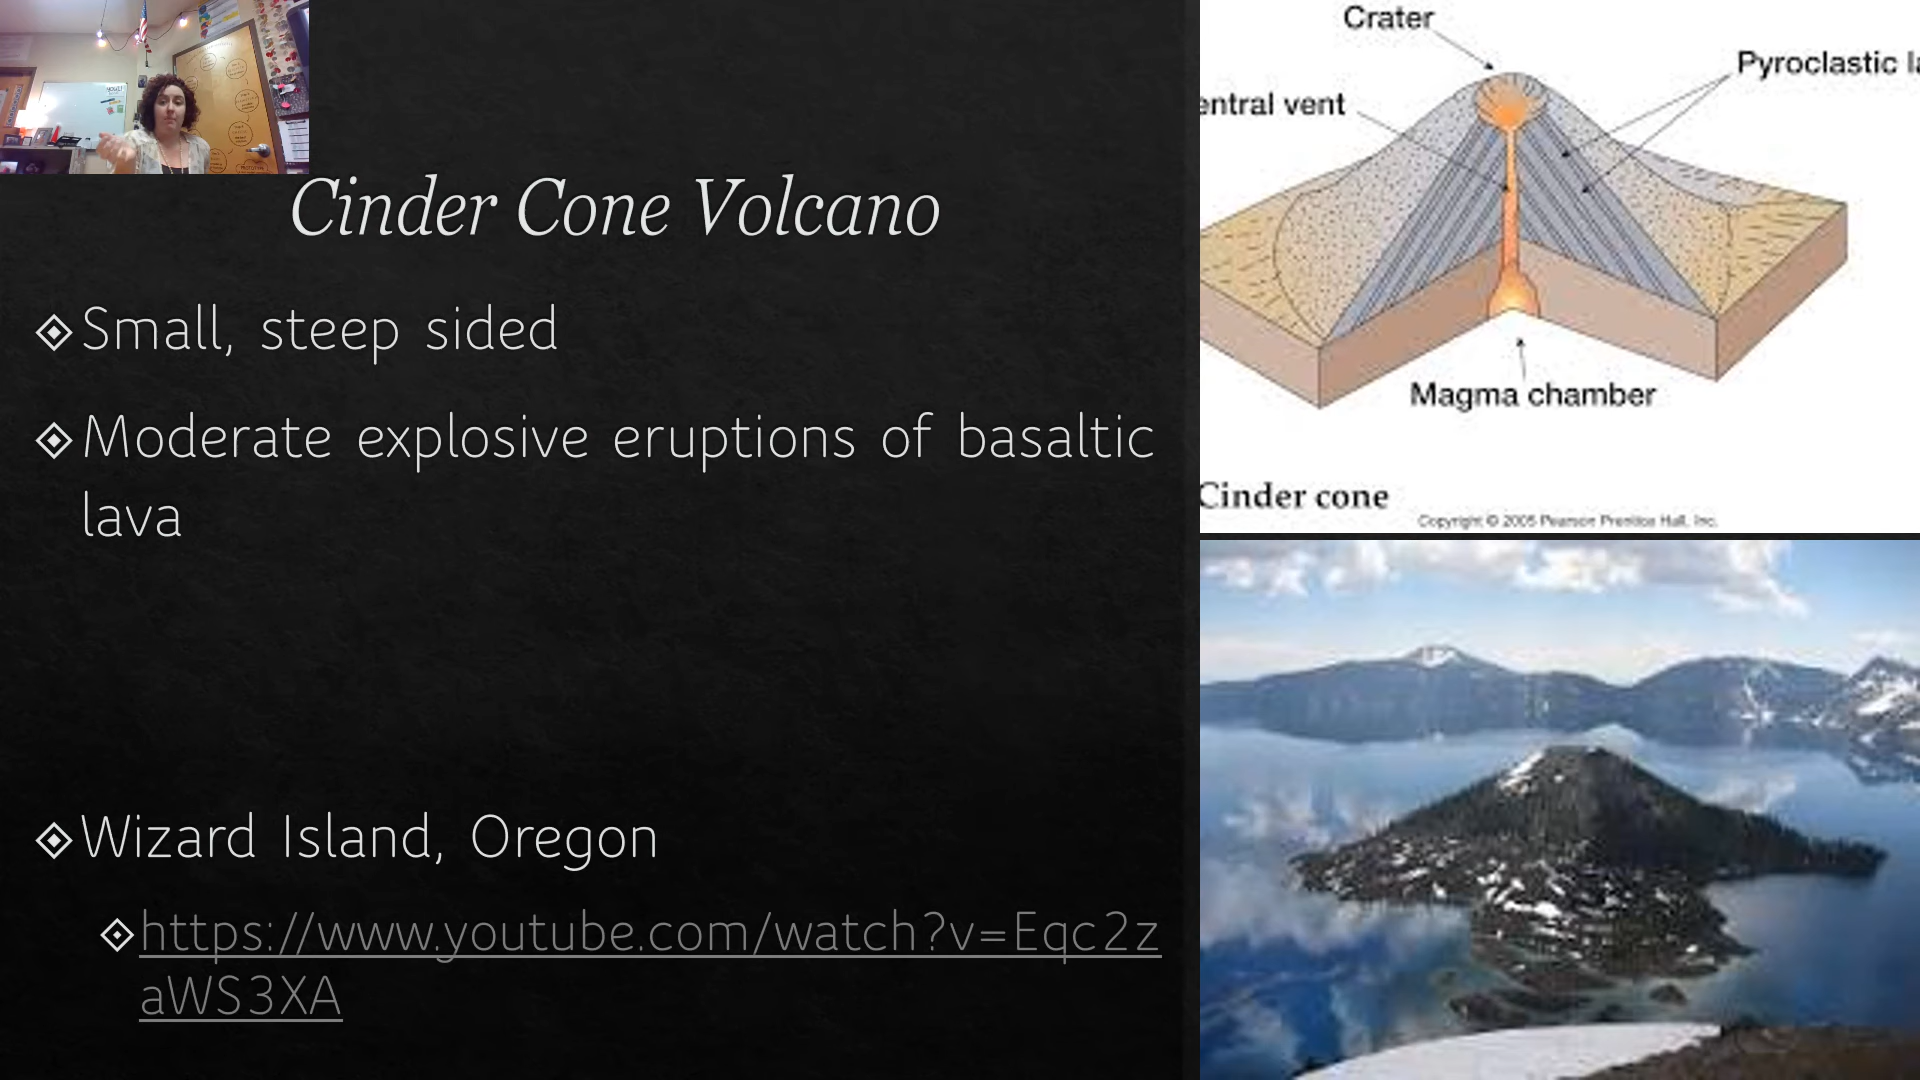 Cinder Cone Volcano
Small, steep sided
Moderate explosive eruptions of basaltic
lava
Wizard Island, Oregon
https://www.youtube.com/watch?v=Eqc2z
aWS3XA
Crater
Pyroclastic la
entral vent
Magma chamber
Cinder cone
Copyright © 2005 Pearson Prentice Hall, Inc.